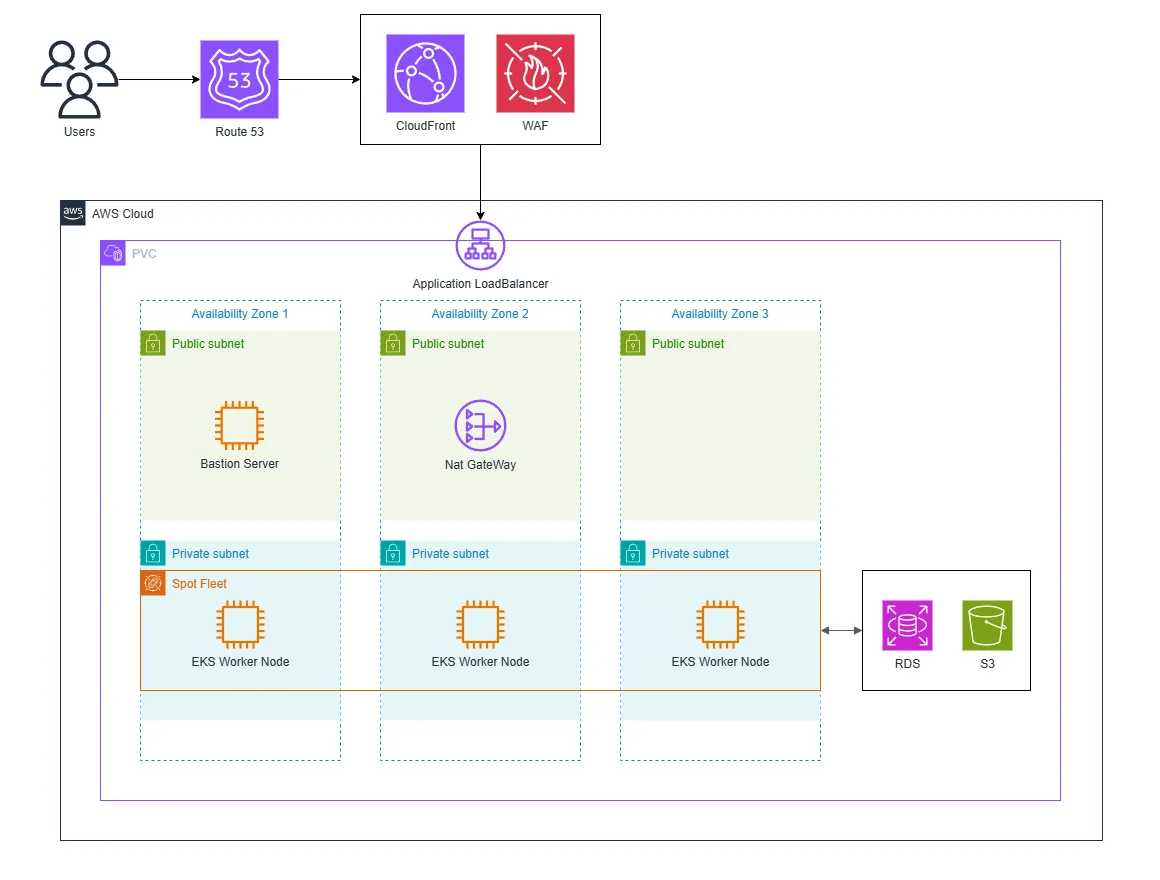 53
Users
Route 53
CloudFront
WAF
aws
AWS Cloud
PVC
Application LoadBalancer
Availability Zone 1
Availability Zone 2
Availability Zone 3
Public subnet
Public subnet
Public subnet
Bastion Server
Nat GateWay
Private subnet
Private subnet
Private subnet
Spot Fleet
EKS Worker Node
EKS Worker Node
EKS Worker Node
RDS
S3